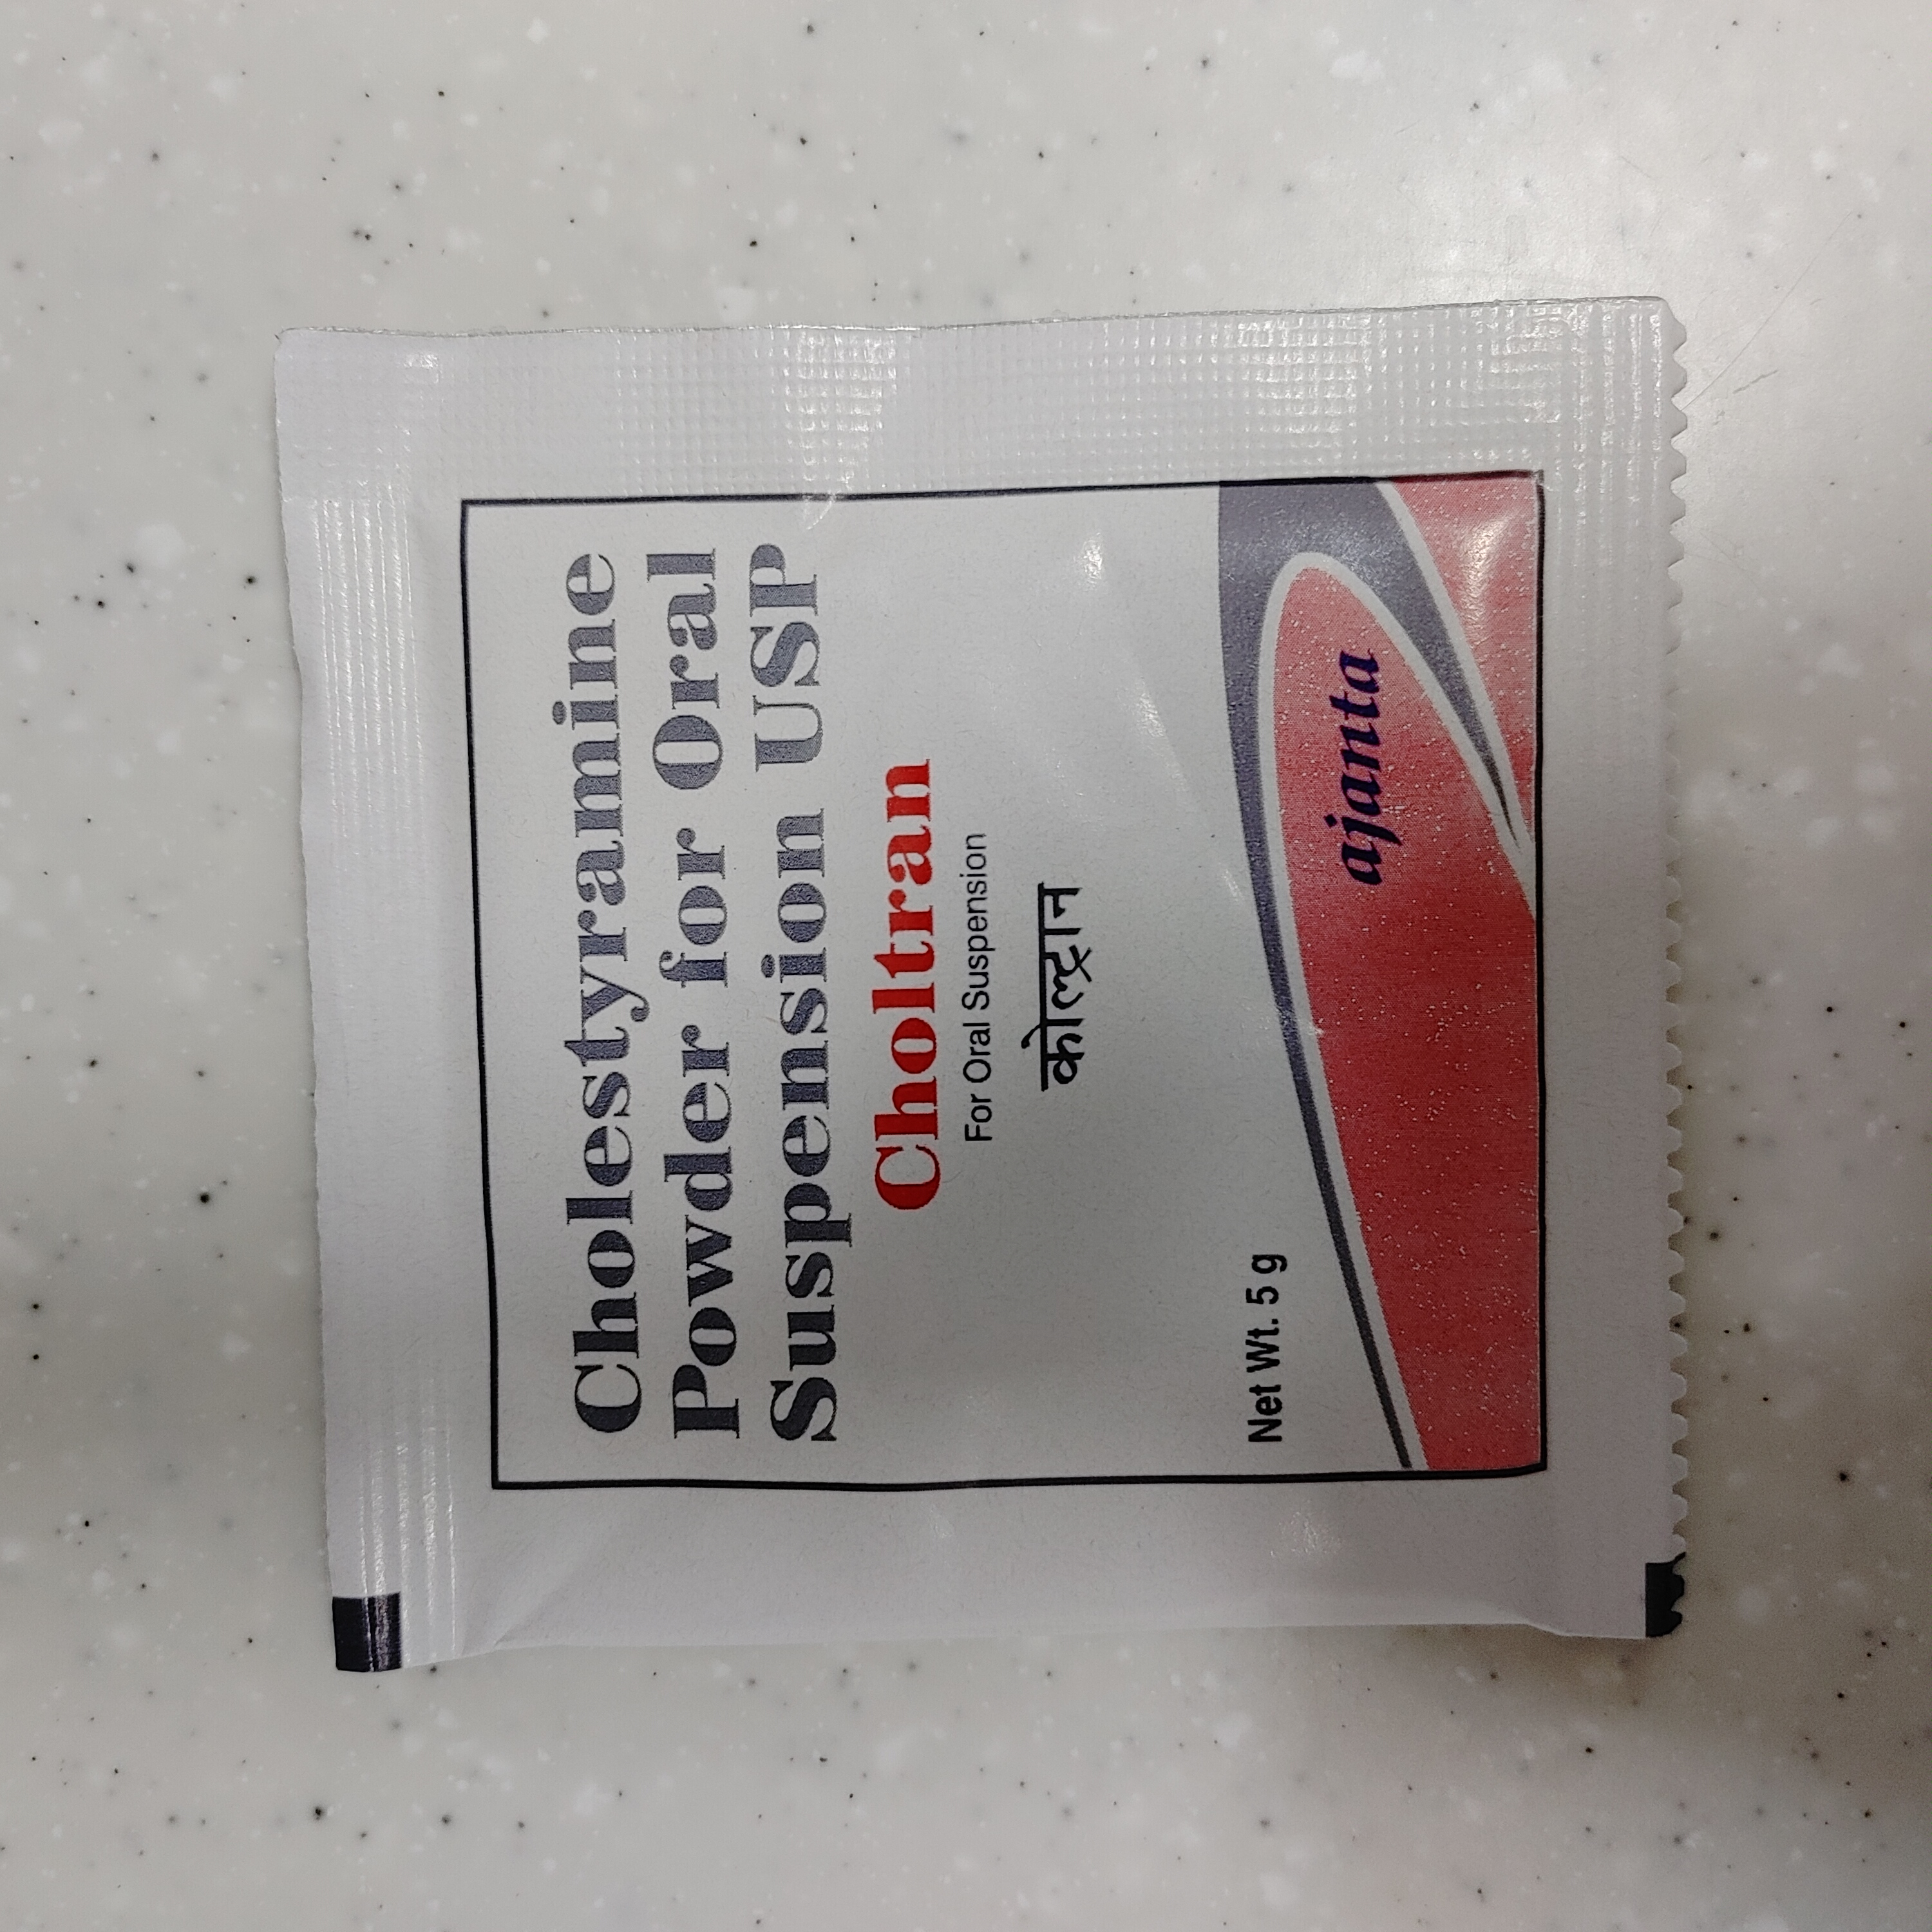 Cholestyramine
Powder for Oral
Suspension USP
Choltran
For Oral Suspension
कोल्ट्रान
Net Wt. 5 g
ajanta